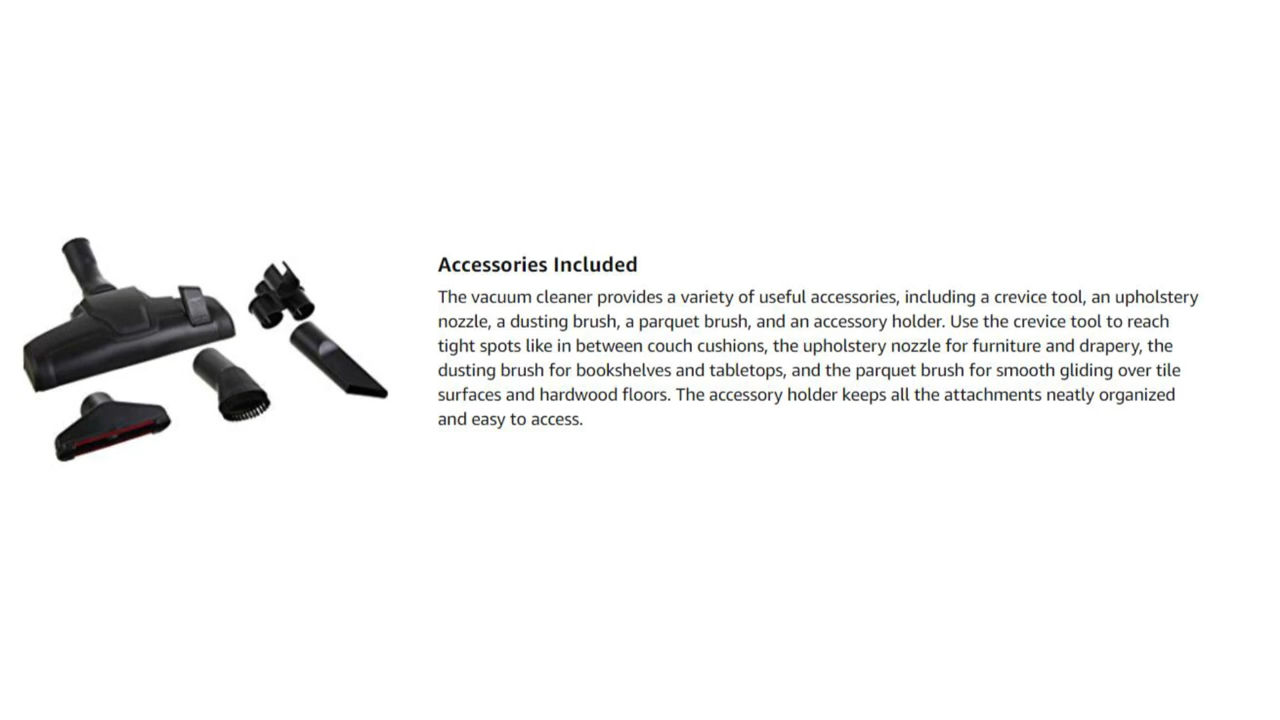 Accessories Included
The vacuum cleaner provides a variety of useful accessories, including a crevice tool, an upholstery
nozzle, a dusting brush, a parquet brush, and an accessory holder. Use the crevice tool to reach
tight spots like in between couch cushions, the upholstery nozzle for furniture and drapery, the
dusting brush for bookshelves and tabletops, and the parquet brush for smooth gliding over tile
surfaces and hardwood floors. The accessory holder keeps all the attachments neatly organized
and easy to access.